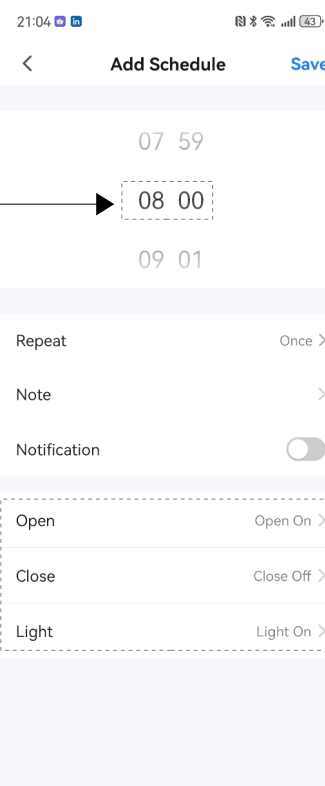 21:04 in 43
Add Schedule Save
07 59
08 00
09 01
Repeat Once
Note
Notification
Open Open On
Close Close Off
Light Light On